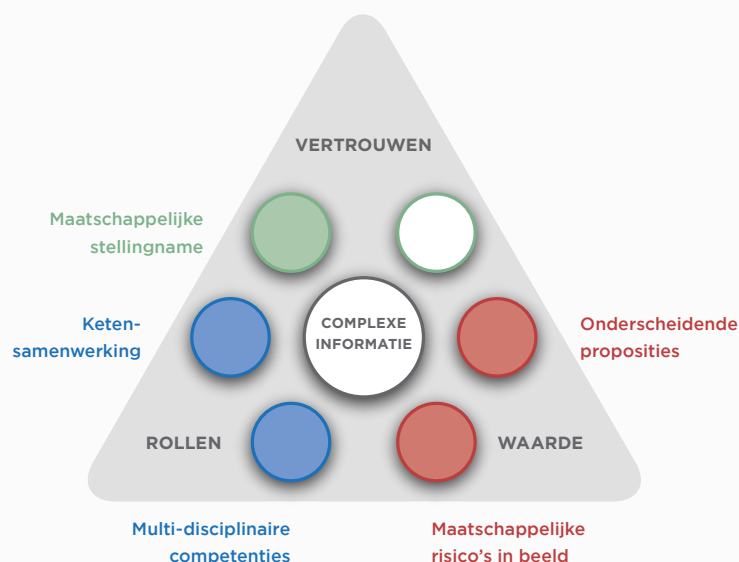 VERTROUWEN
Maatschappelijke
stellingname
Keten-
samenwerking
COMPLEXE
INFORMATIE
Onderscheidende
proposities
ROLLEN
WAARDE
Multi-disciplinaire
competenties
Maatschappelijke
risico's in beeld